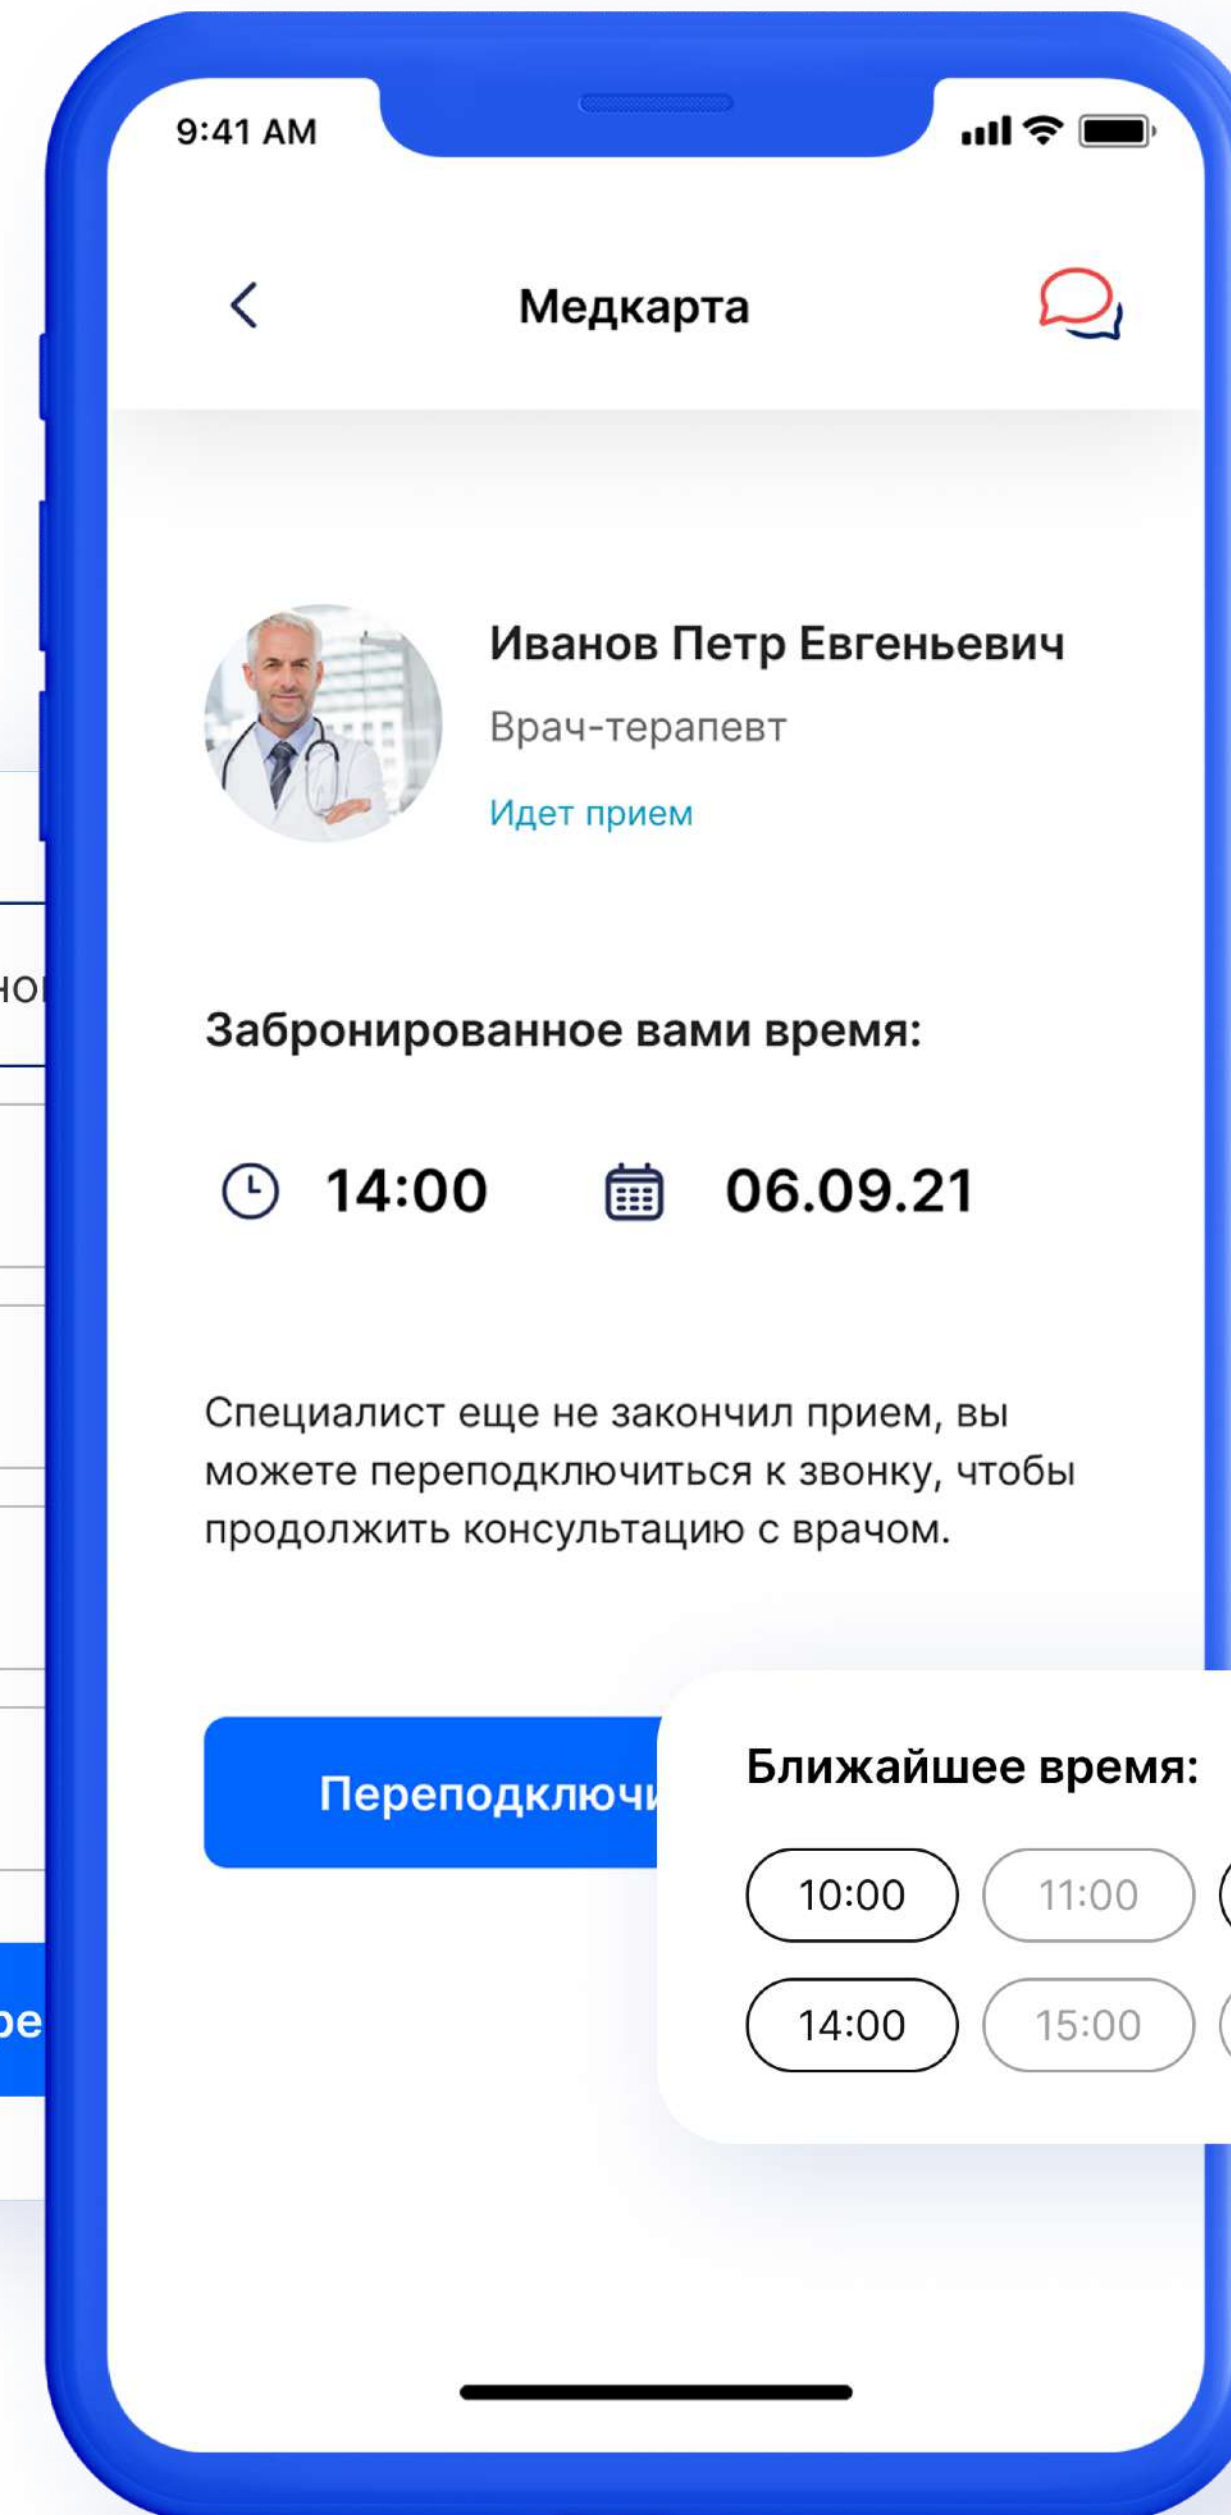 9:41 AM
Медкарта
Иванов Петр Евгеньевич
Врач-терапевт
Идет прием
Забронированное вами время:
14:00 06.09.21
Специалист еще не закончил прием, вы
можете переподключиться к звонку, чтобы
продолжить консультацию с врачом.
Ближайшее время:
10:00 11:00
14:00 15:00